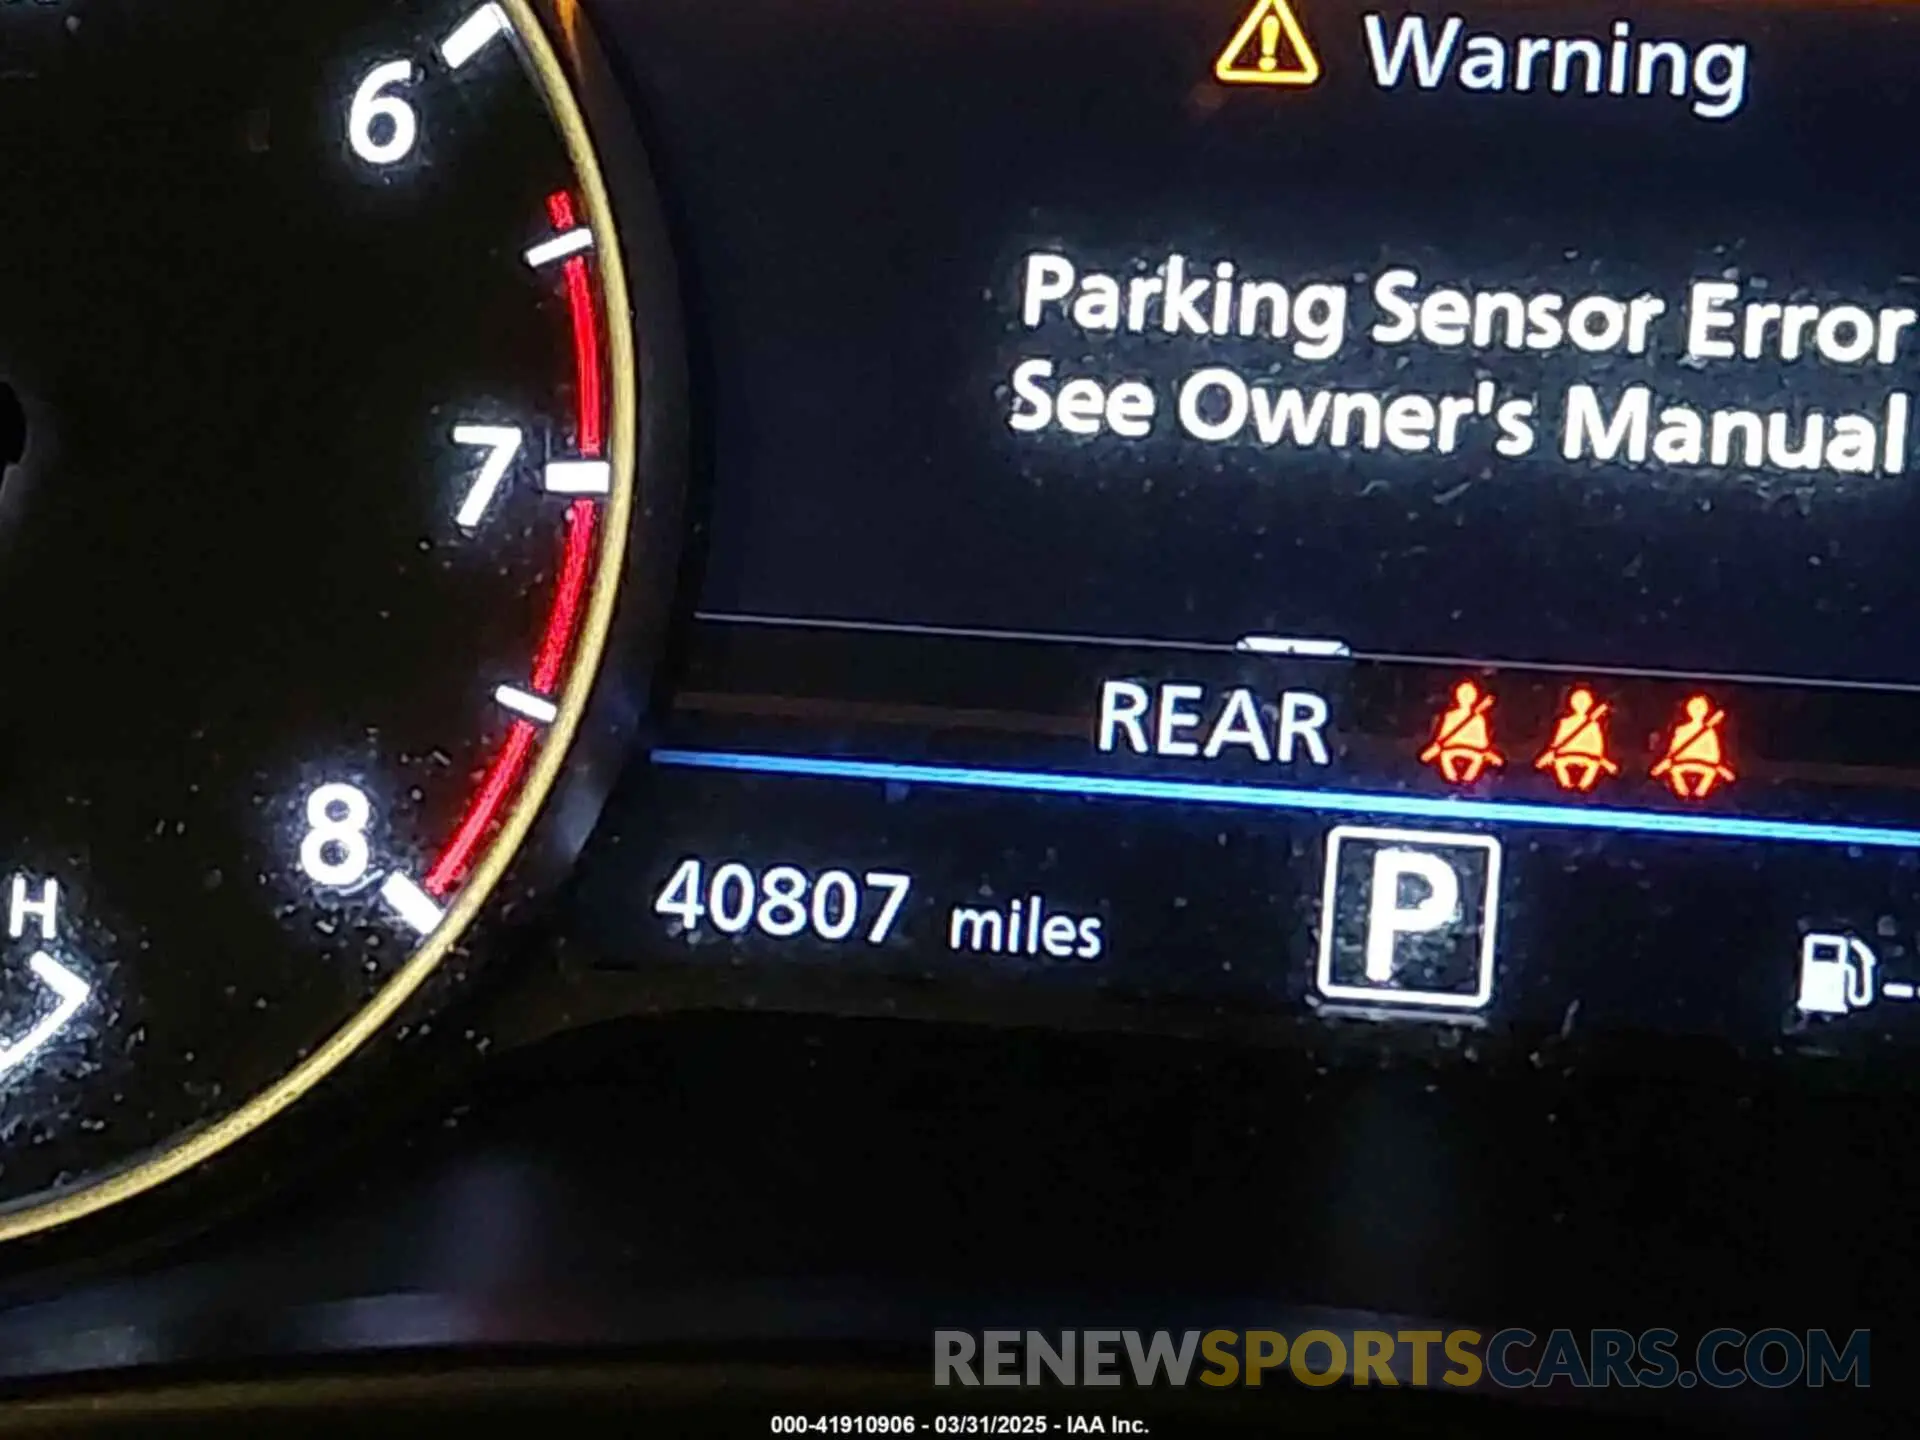 6
Warning
Parking Sensor Error
See Owner's Manual
7
REAR
8
40807 miles
P
H
RENEWSPORTSCARS.COM
000-41910906 - 03/31/2025 - IAA Inc.